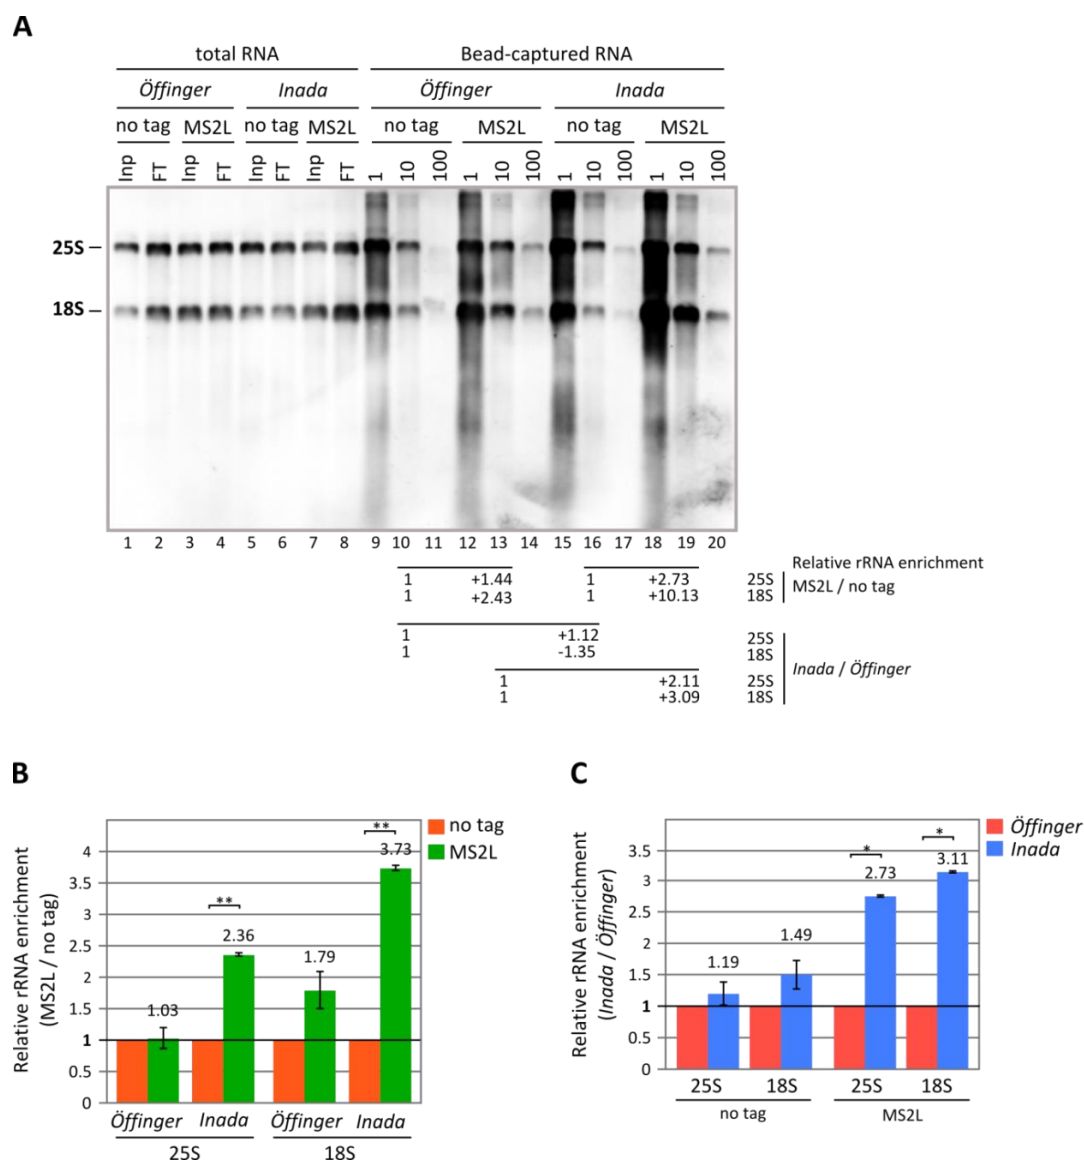 A
total RNA Bead-captured RNA
Öffinger Inada Öffinger Inada
no tag MS2L no tag MS2L no tag MS2L no tag MS2L
Inp FT Inp FT Inp FT Inp FT 1 10 100 1 10 100 1 10 100 1 10 100
25S
18S
1 2 3 4 5 6 7 8 9 10 11 12 13 14 15 16 17 18 19 20
Relative rRNA enrichment
1 +1.44 1 +2.73 25S MS2L / no tag
1 +2.43 1 +10.13 18S
1 +1.12 25S
1 -1.35 18S
Inada / Öffinger
1 +2.11 25S
1 +3.09 18S
B
Relative rRNA enrichment
(MS2L / no tag)
no tag
MS2L
4
3.5
3
2.5
2
1.5
1
0.5
0
1.03
**
2.36
1.79
**
3.73
Öffinger Inada Öffinger Inada
25S 18S
C
Relative rRNA enrichment
(Inada / Öffinger)
Öffinger
Inada
3.5
3
2.5
2
1.5
1
0.5
0
1.19
1.49
*
2.73
*
3.11
25S 18S 25S 18S
no tag MS2L